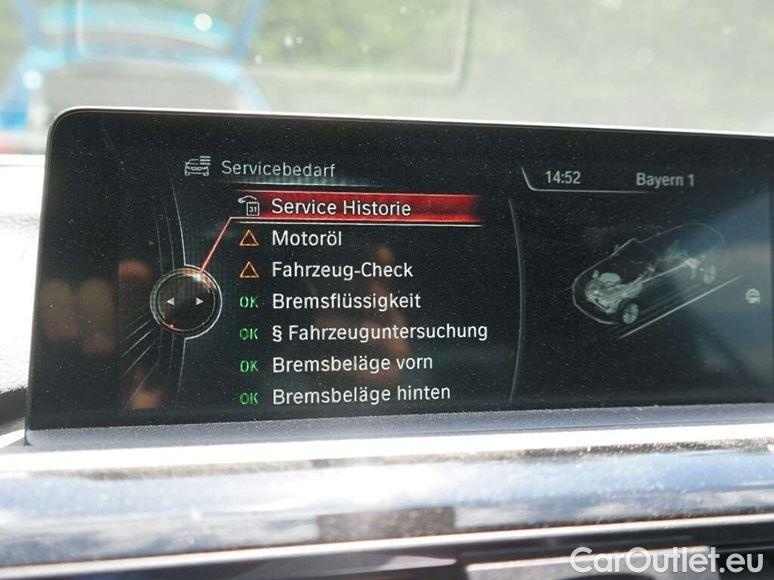 Servicebedarf
14:52
Bayern 1
31
Service Historie
Motoröl
Fahrzeug-Check
OK Bremsflüssigkeit
OK § Fahrzeuguntersuchung
OK Bremsbeläge vorn
OK Bremsbeläge hinten
CarOutlet.eu